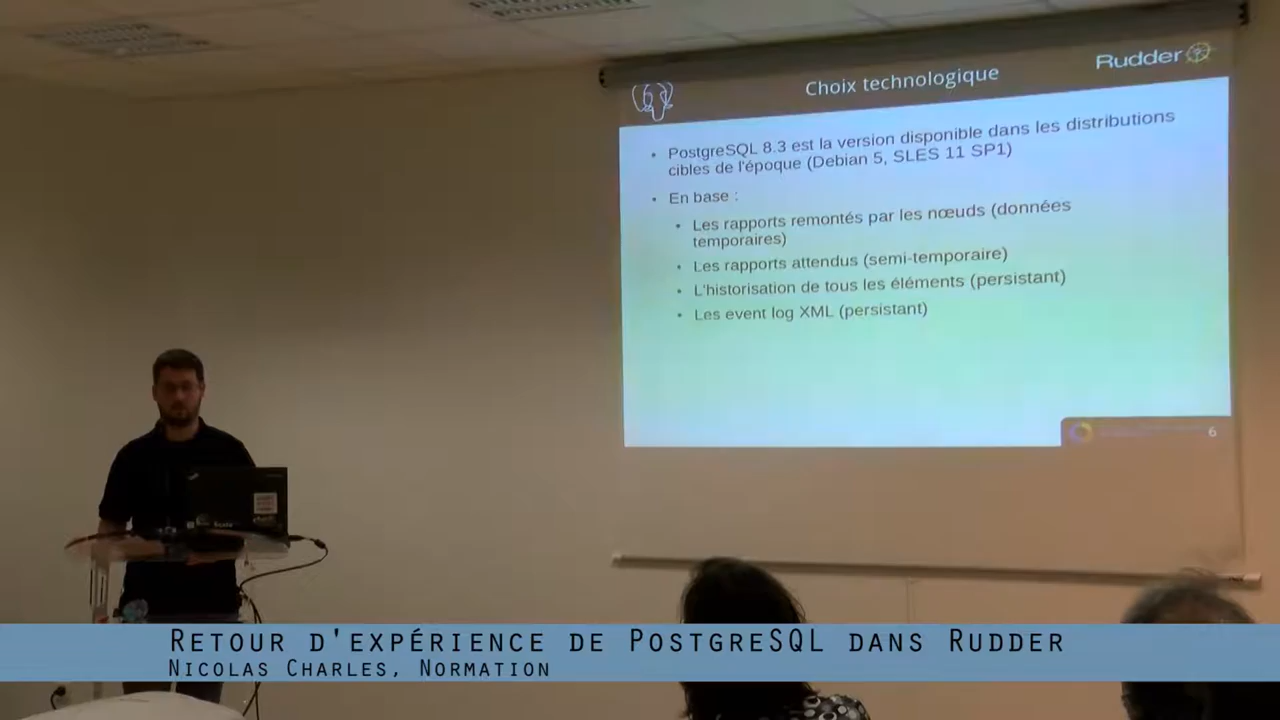 Choix technologique
Rudder
PostgreSQL 8.3 est la version disponible dans les distributions
cibles de l'époque (Debian 5, SLES 11 SP1)
En base :
Les rapports remontés par les nœuds (données
temporaires)
Les rapports attendus (semi-temporaire)
L'historisation de tous les éléments (persistant)
Les event log XML (persistant)
6
Retour d'expérience de PostgreSQL dans Rudder
Nicolas Charles, Normation